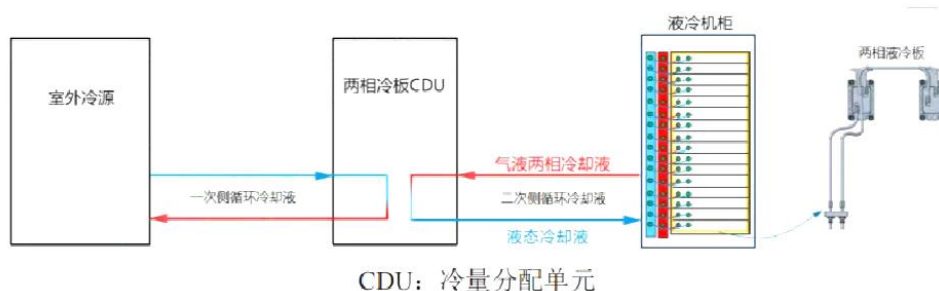 液冷机柜
两相液冷板
室外冷源
两相冷板CDU
气液两相冷却液
一次侧循环冷却液
二次侧循环冷却液
液态冷却液
CDU：冷量分配单元